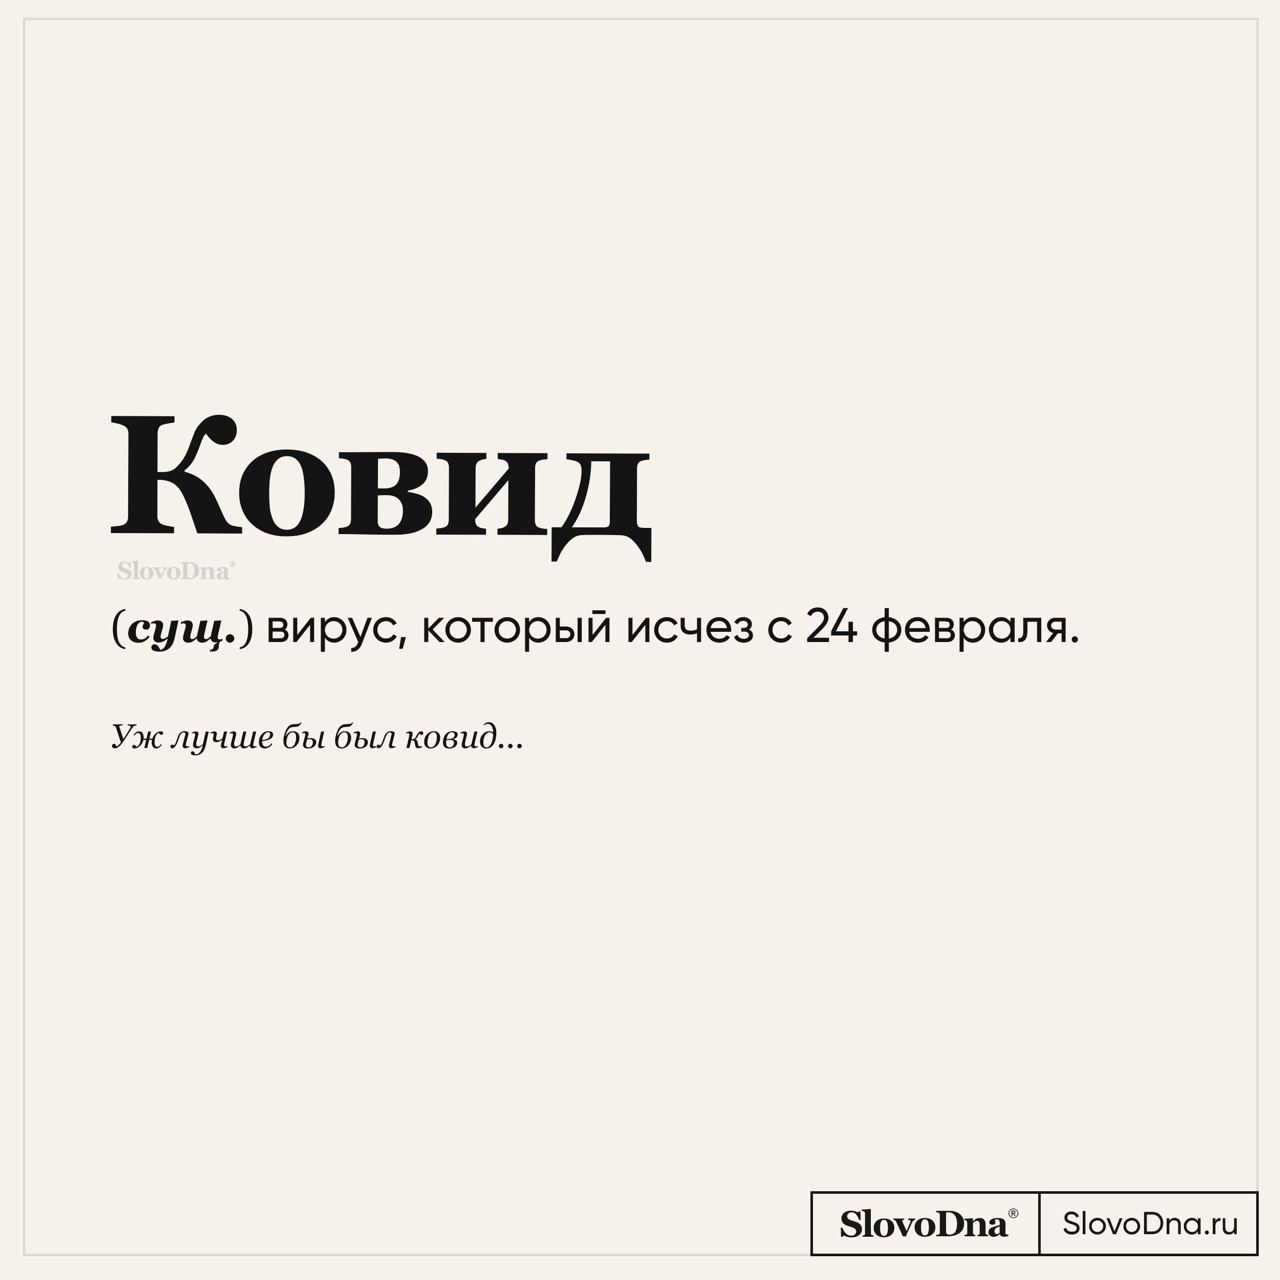 Ковид
SlovoDna®
(сущ.) вирус, который исчез с 24 февраля.
Уж лучше бы был ковид...
SlovoDna® SlovoDna.ru